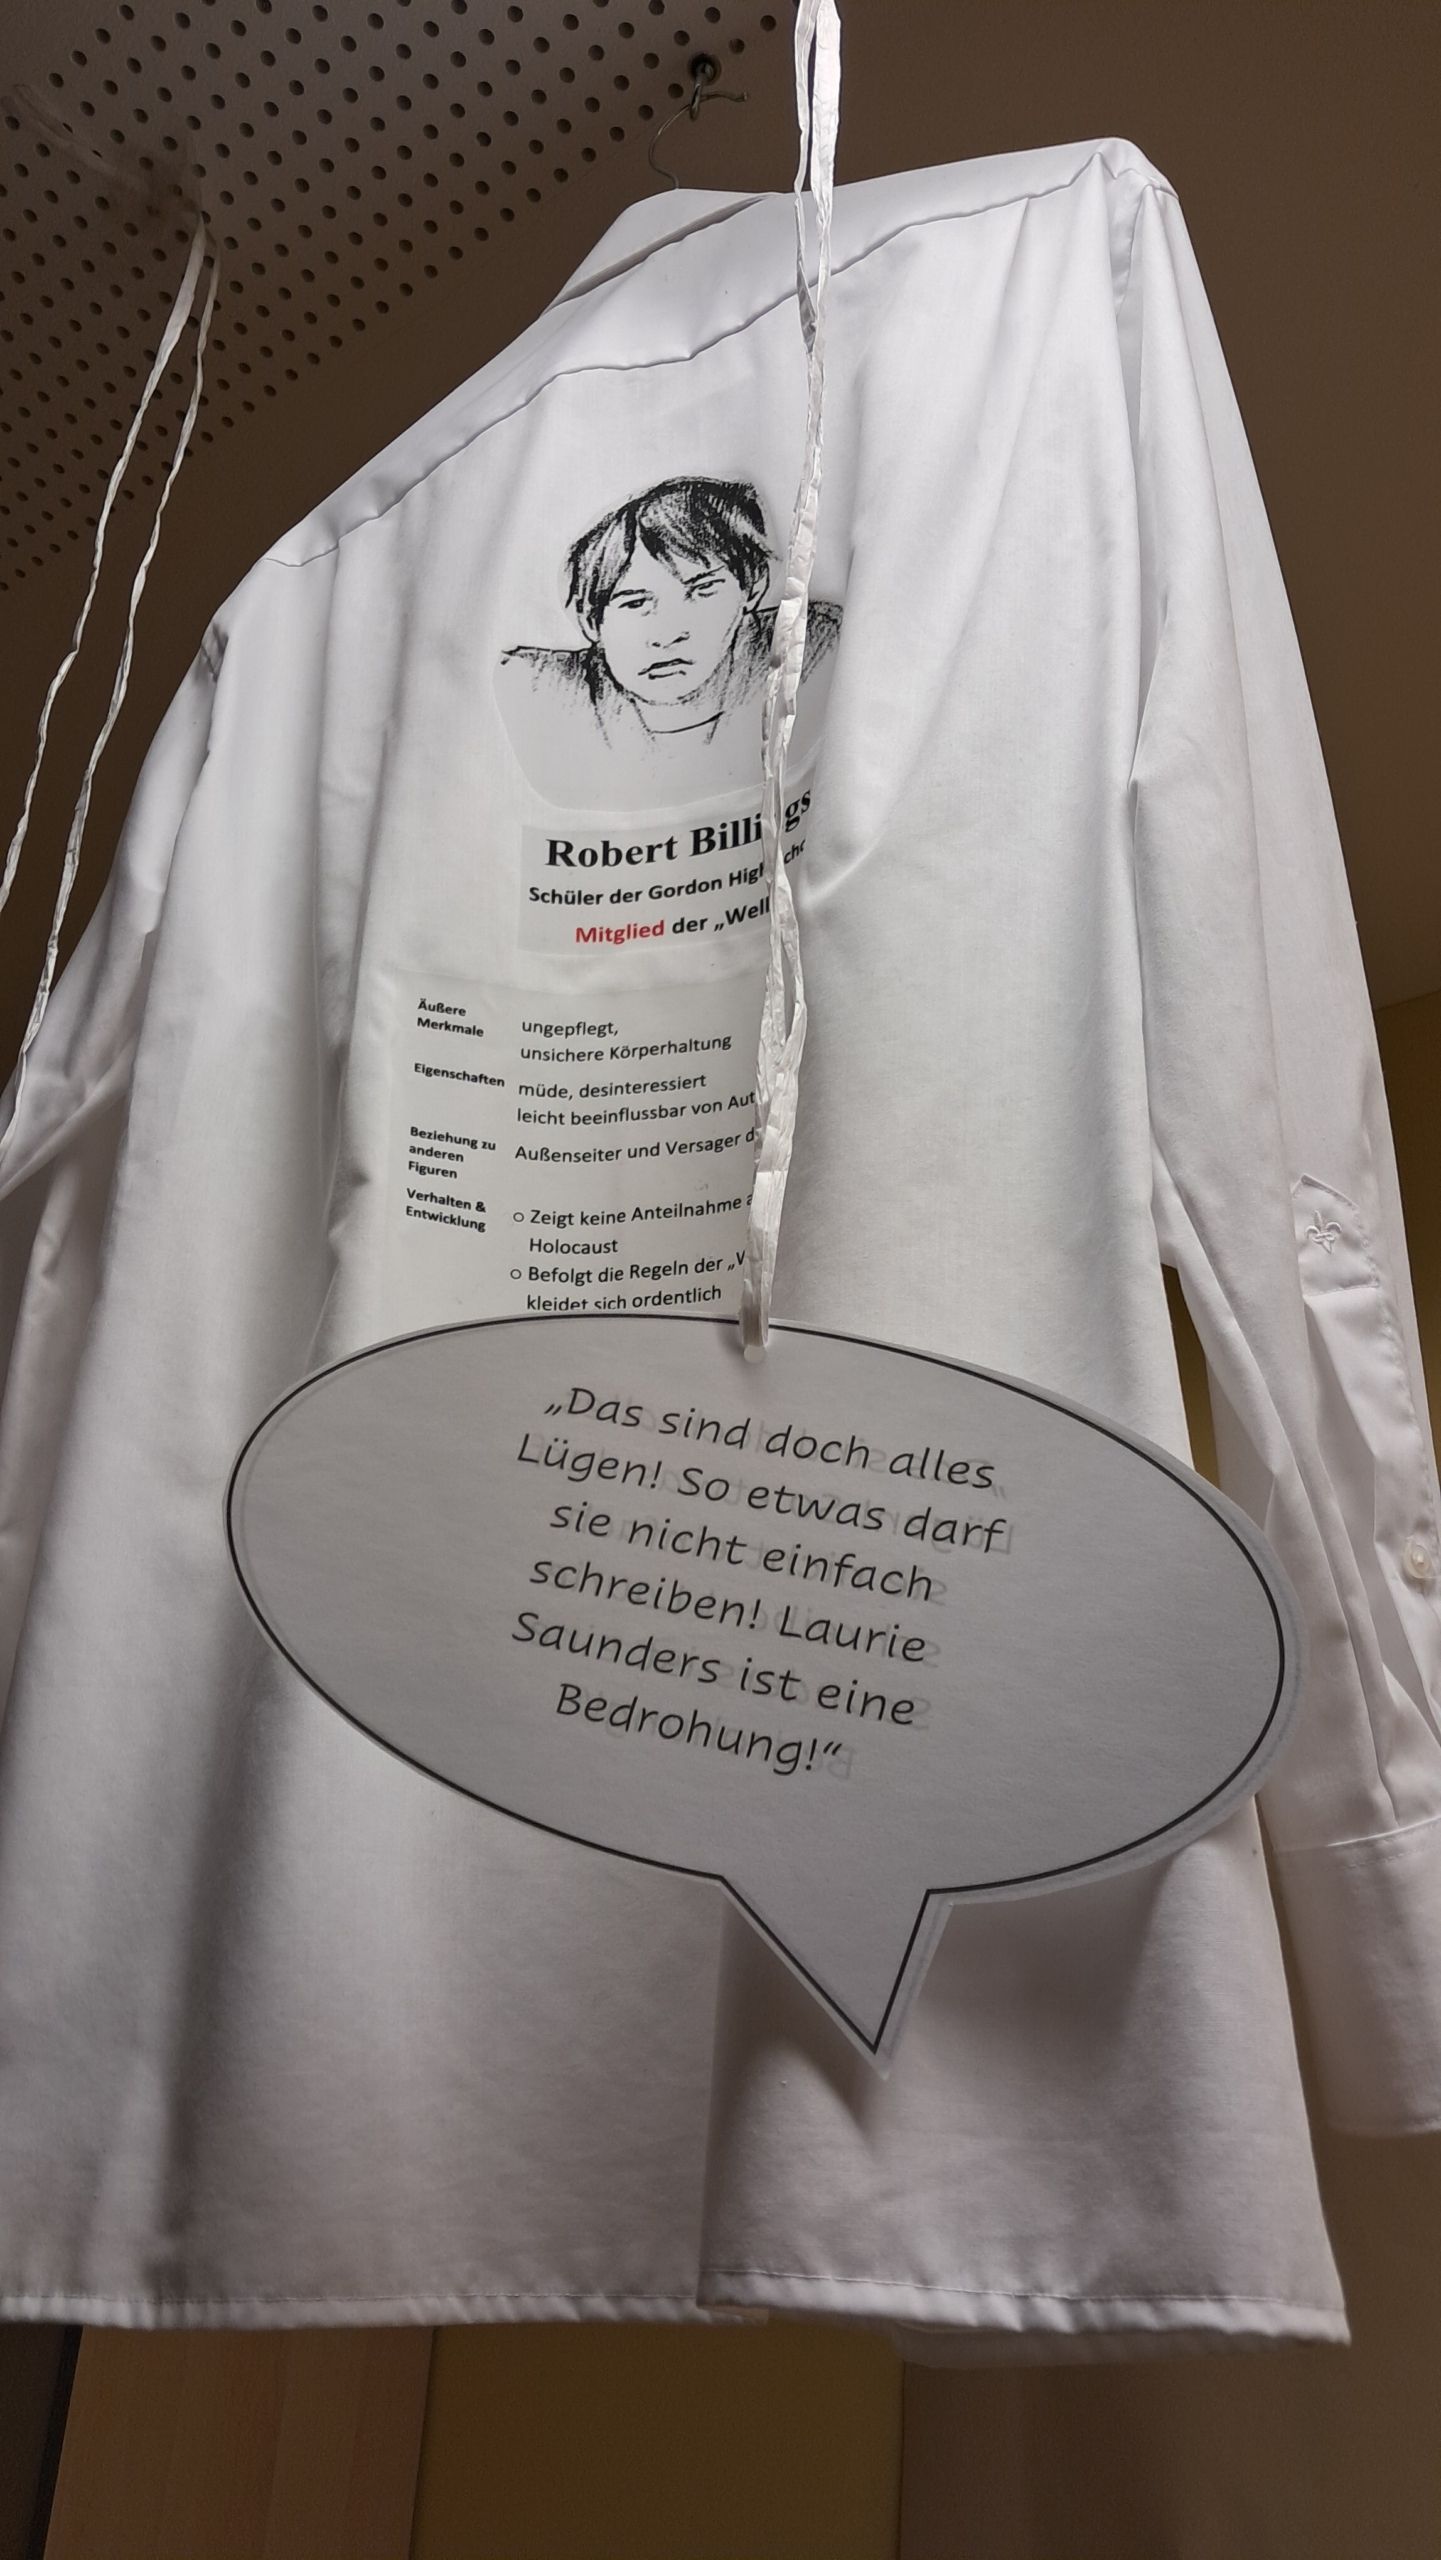 Robert Billi gs
Schüler der Gordon
Mitglied der „Well
Äußere
Merkmale
ungepflegt,
unsichere Körperhaltung
Eigenschaften
müde, desinteressiert
leicht beeinflussbar von
Beziehung zu
anderen
Figuren
Außenseiter und Versager
Verhalten &
Entwicklung
○ Zeigt keine Anteilnahme
Holocaust
○ Befolgt die Regeln der
kleidet sich ordentlich
„Das sind doch alles
Lügen! So etwas darf
sie nicht einfach
schreiben! Laurie
Saunders ist eine
Bedrohung!“